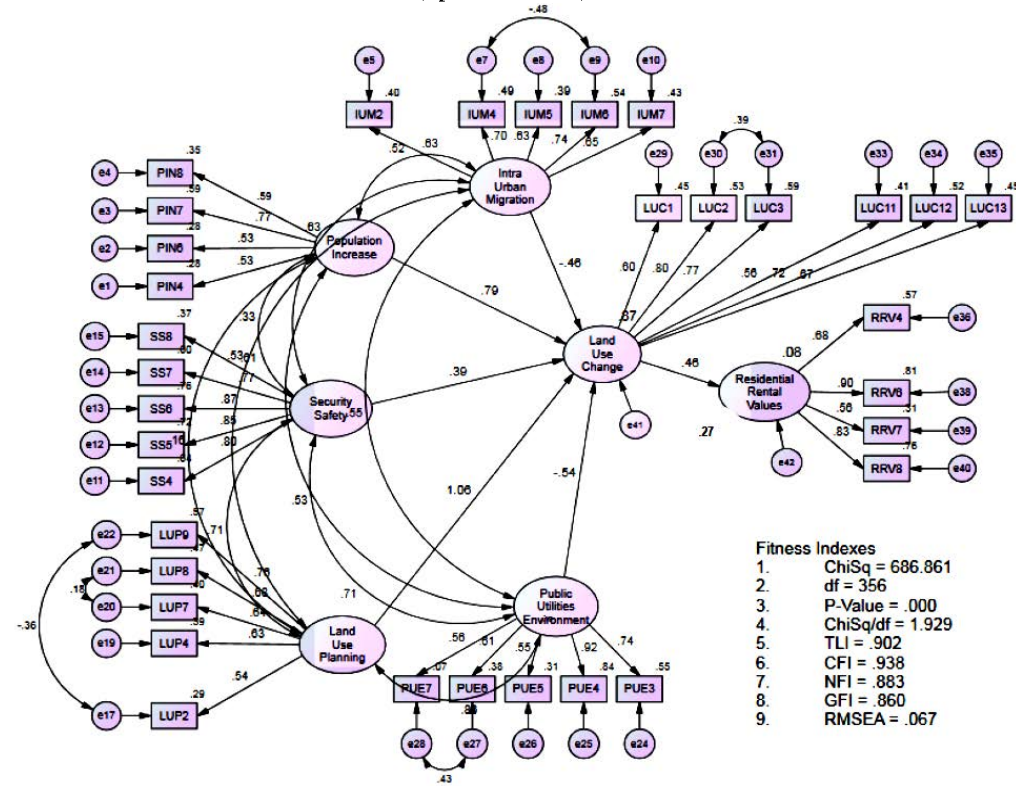 -.48
e5 e7 e8 e9 e10
.40 .49 .39 .54 .43
IUM2 IUM4 IUM5 IUM6 IUM7
.52 .63 .70 .63 .74 .65
.39
e29 e30 e31 e33 e34 e35
.45 .53 .59 .41 .52
LUC1 LUC2 LUC3 LUC11 LUC12 LUC13
.35
e4 PIN8
.59
e3 PIN7
.28
e2 PIN6
.28
e1 PIN4
.59
.77
.53
.53
.63
Intra
Urban
Migration
Population
Increase
-.46
.79
.60 .80 .77 .56 .72 .67
.33
.37
e15 SS8
e14 SS7
e13 SS6
e12 SS5
e11 SS4
.77
.87
.85
.80
Security
Safety
.55
.39
Land
Use
Change
e41
.46
.08
Residential
Rental
Values
e42
.27
.57
RRV4 e36
.68
.81
RRV6 e38
.90
.31
RRV7 e39
.56
.76
RRV8 e40
.83
.53
1.06
-.54
.71
.71
e22 LUP9
e21 LUP8
.18
e20 LUP7
e19 LUP4
-.36
.29
e17 LUP2
.63
.54
Land
Use
Planning
Public
Utilities
Environment
.56 .61 .55 .92 .74
.07 .38 .31 .84 .55
PUE7 PUE6 PUE5 PUE4 PUE3
e28 e27 e26 e25 e24
.43
Fitness Indexes
1. ChiSq = 686.861
2. df = 356
3. P-Value = .000
4. ChiSq/df = 1.929
5. TLI = .902
6. CFI = .938
7. NFI = .883
8. GFI = .860
9. RMSEA = .067